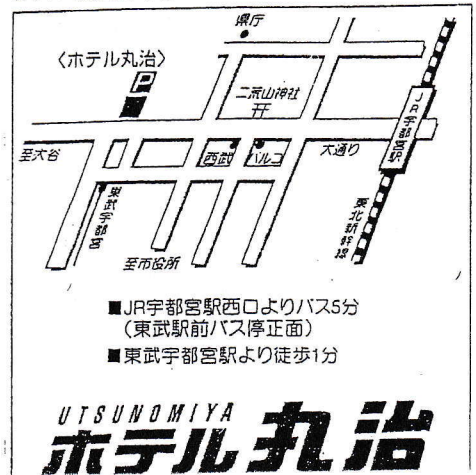 県庁
〈ホテル丸治〉
P
二荒山神社
JR宇都宮駅
至大谷
西武
パルコ
大通り
東武宇都宮
東北新幹線
至市役所
■JR宇都宮駅西口よりバス5分
(東武駅前バス停正面)
■東武宇都宮駅より徒歩1分
UTSUNOMIYA
ホテル丸治